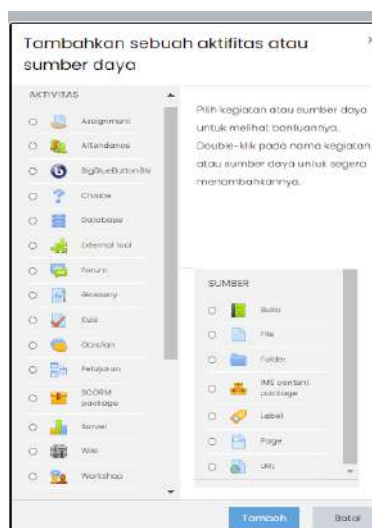 Tambahkan sebuah aktifitas atau
sumber daya
×
AKTIVITAS
Assignment
Attendance
BigBlueButtonBN
Choice
Database
External tool
Forum
Glossary
Kuis
Obrolan
Pelajaran
SCORM
package
Survei
Wiki
Workshop
Pilih kegiatan atau sumber daya
untuk melihat bantuannya.
Double-klik pada nama kegiatan
atau sumber daya untuk segera
menambahkannya.
SUMBER
Buku
File
Folder
IMS content
package
Label
Page
URL
Tambah
Batal